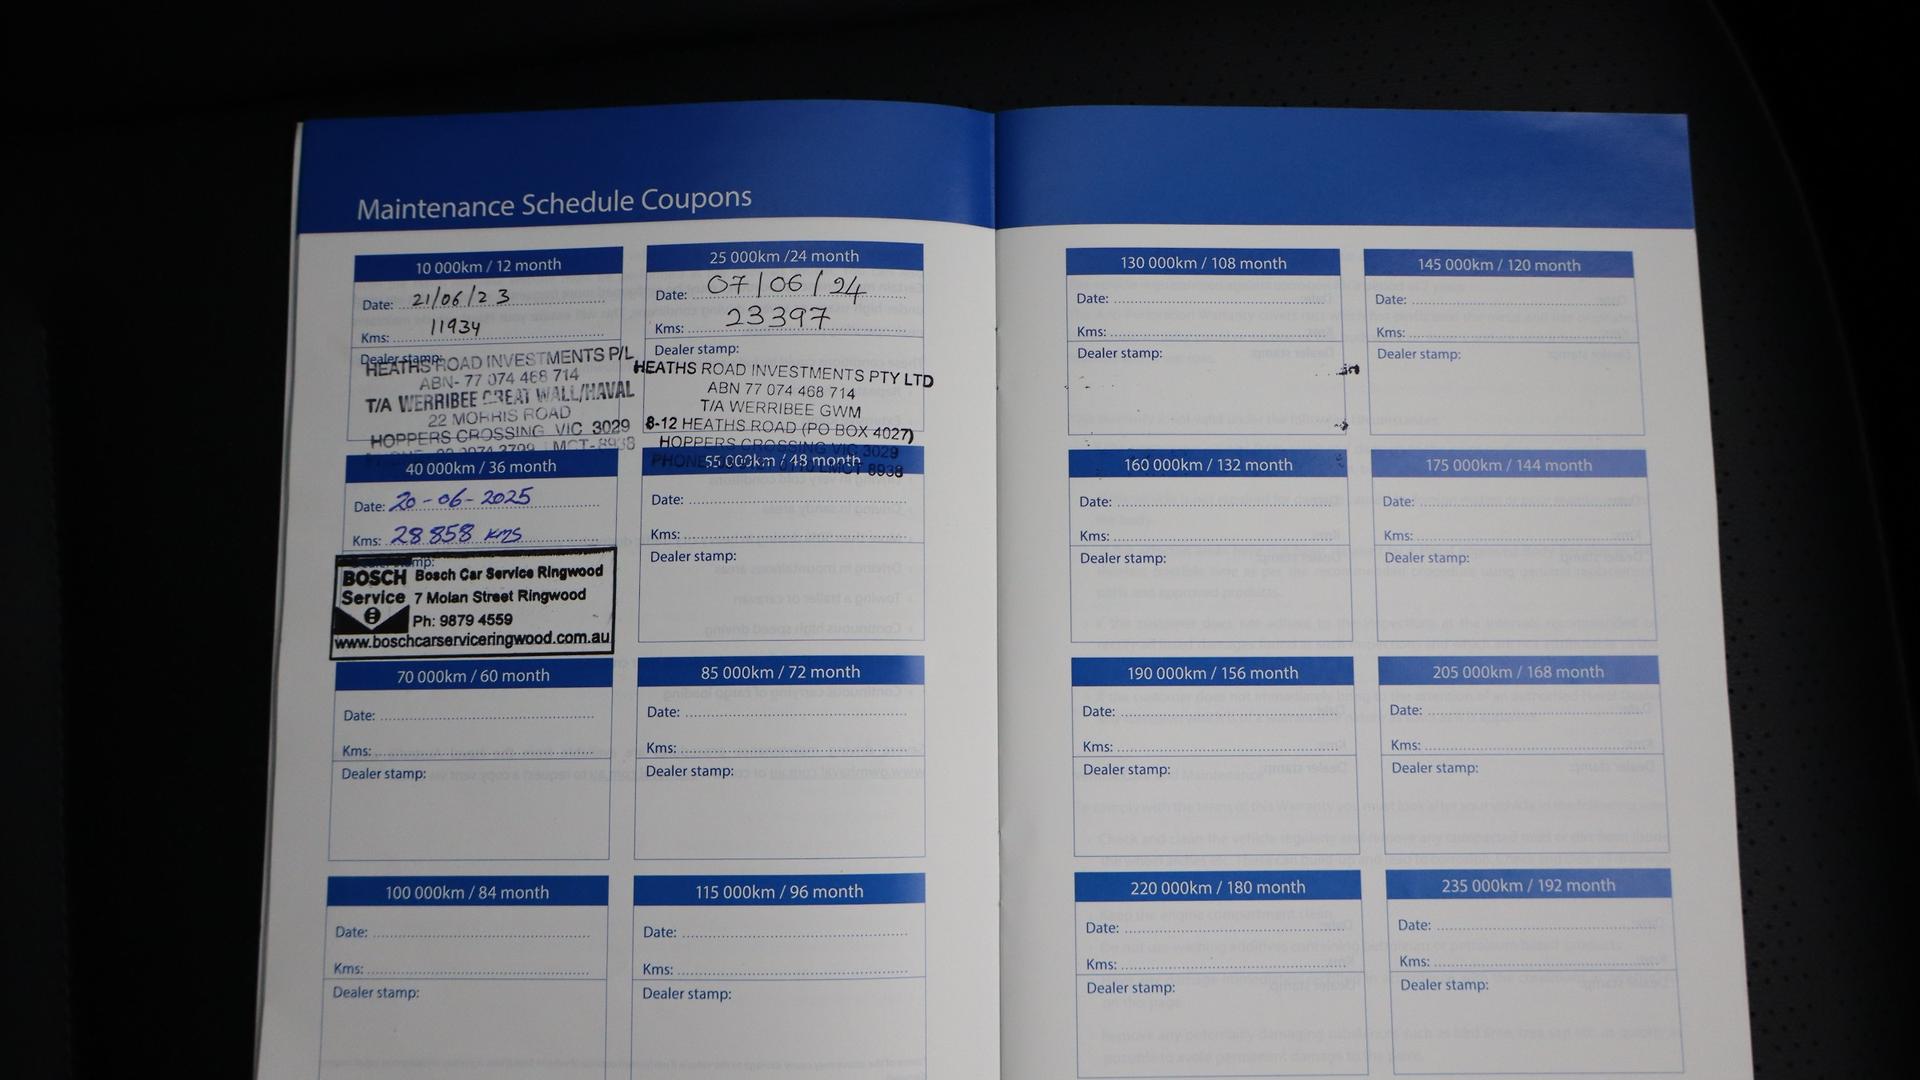 Maintenance Schedule Coupons
10 000km / 12 month
Date: 21/06/23
Kms: 11934
Dealer stamp:
HEATHS ROAD INVESTMENTS P/L
ABN- 77 074 468 714
T/A WERRIBEE GREAT WALL/HAVAL
22 MORRIS ROAD
HOPPERS CROSSING VIC 3029
LMCT-8938
25 000km /24 month
Date: 07/06/24
Kms: 23397
Dealer stamp:
HEATHS ROAD INVESTMENTS PTY LTD
ABN 77 074 468 714
T/A WERRIBEE GWM
8-12 HEATHS ROAD (PO BOX 4027)
HOPPERS CROSSING VIC 3029
PHONE LMCT 8938
40 000km / 36 month
Date: 20-06-2025
Kms: 28858 KMS
Dealer stamp:
BOSCH Service
Bosch Car Service Ringwood
7 Molan Street Ringwood
Ph: 9879 4559
www.boschcarserviceringwood.com.au
55 000km / 48 month
Date:
Kms:
Dealer stamp:
70 000km / 60 month
Date:
Kms:
Dealer stamp:
85 000km / 72 month
Date:
Kms:
Dealer stamp:
100 000km / 84 month
Date:
Kms:
Dealer stamp:
115 000km / 96 month
Date:
Kms:
Dealer stamp:
130 000km / 108 month
Date:
Kms:
Dealer stamp:
145 000km / 120 month
Date:
Kms:
Dealer stamp:
160 000km / 132 month
Date:
Kms:
Dealer stamp:
175 000km / 144 month
Date:
Kms:
Dealer stamp:
190 000km / 156 month
Date:
Kms:
Dealer stamp:
205 000km / 168 month
Date:
Kms:
Dealer stamp:
220 000km / 180 month
Date:
Kms:
Dealer stamp:
235 000km / 192 month
Date:
Kms:
Dealer stamp: